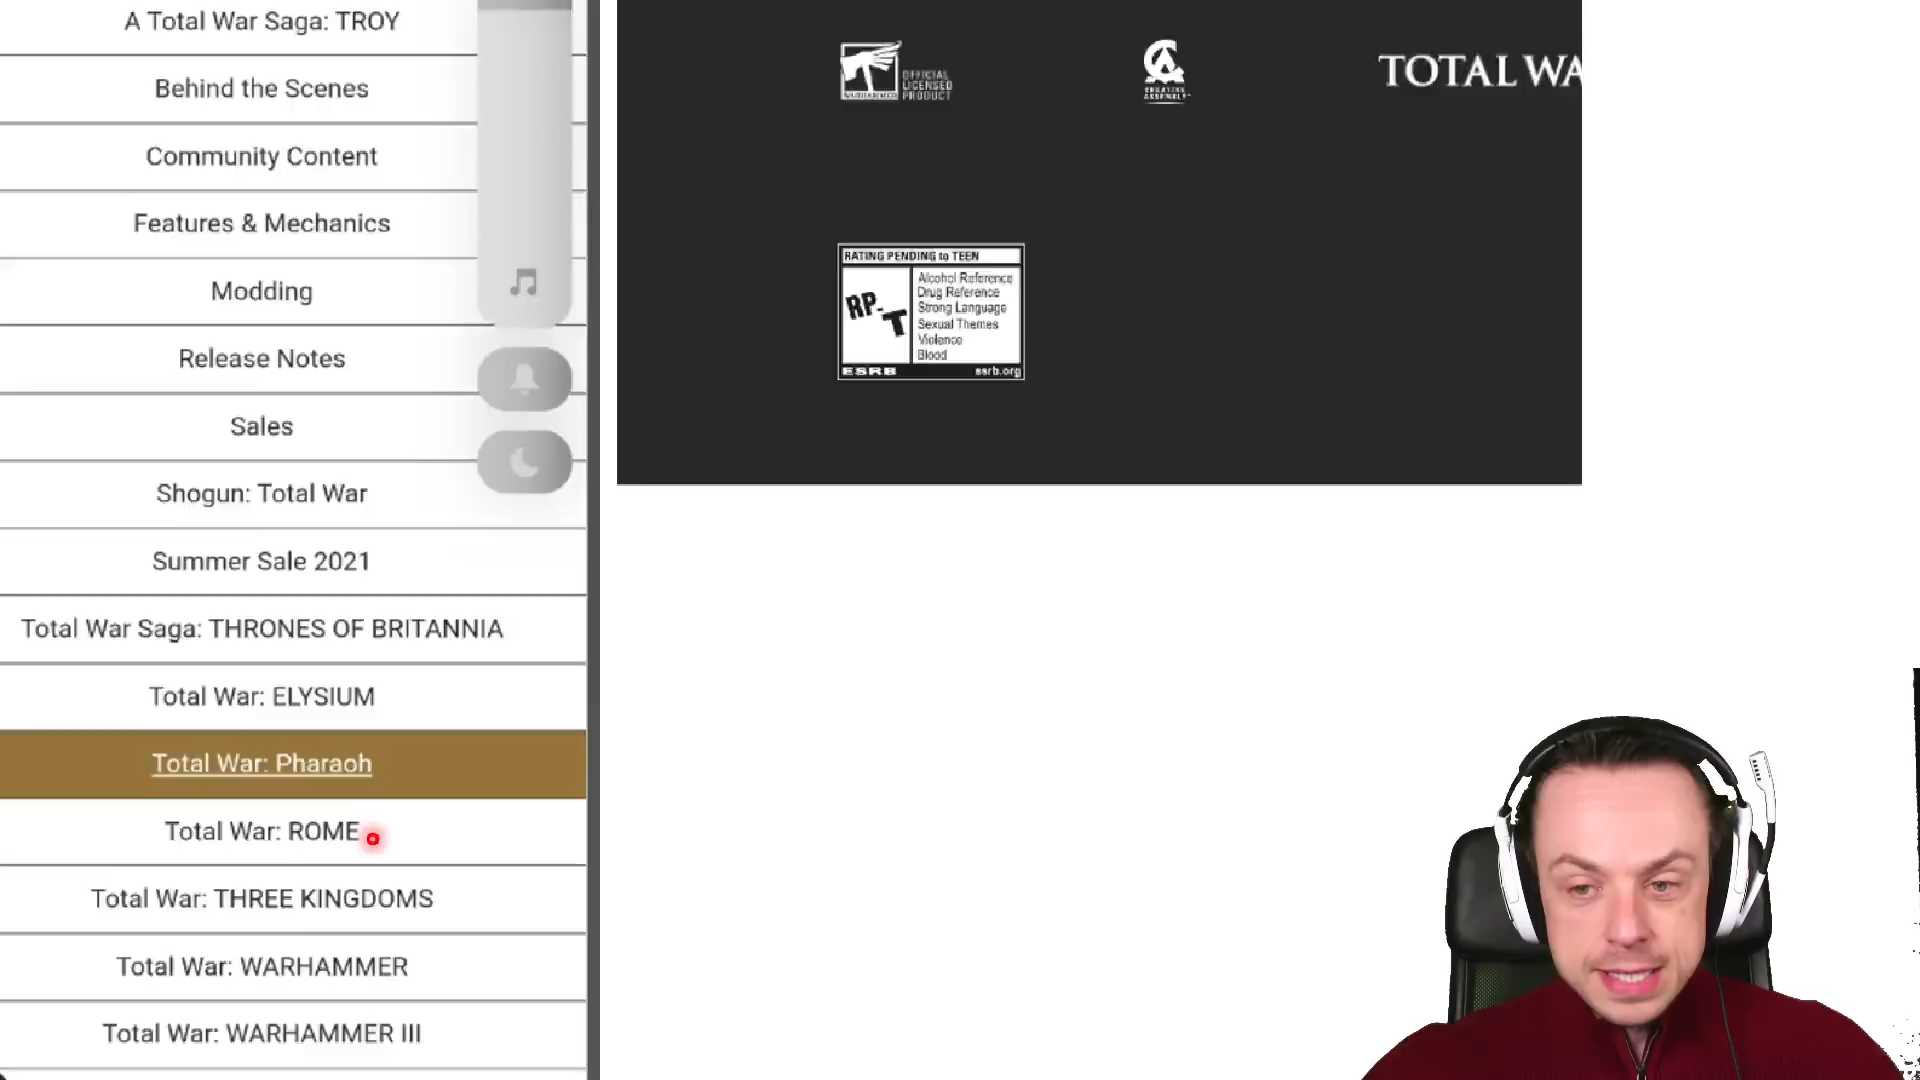 A Total War Saga: TROY
Behind the Scenes
Community Content
Features & Mechanics
Modding
Release Notes
Sales
Shogun: Total War
Summer Sale 2021
Total War Saga: THRONES OF BRITANNIA
Total War: ELYSIUM
Total War: Pharaoh
Total War: ROME
Total War: THREE KINGDOMS
Total War: WARHAMMER
Total War: WARHAMMER III
OFFICIAL
LICENSED
PRODUCT
WARHAMMER
CREATIVE
ASSEMBLY
TOTAL WA
RATING PENDING to TEEN
RP-T
Alcohol Reference
Drug Reference
Strong Language
Sexual Themes
Violence
Blood
ESRB
esrb.org